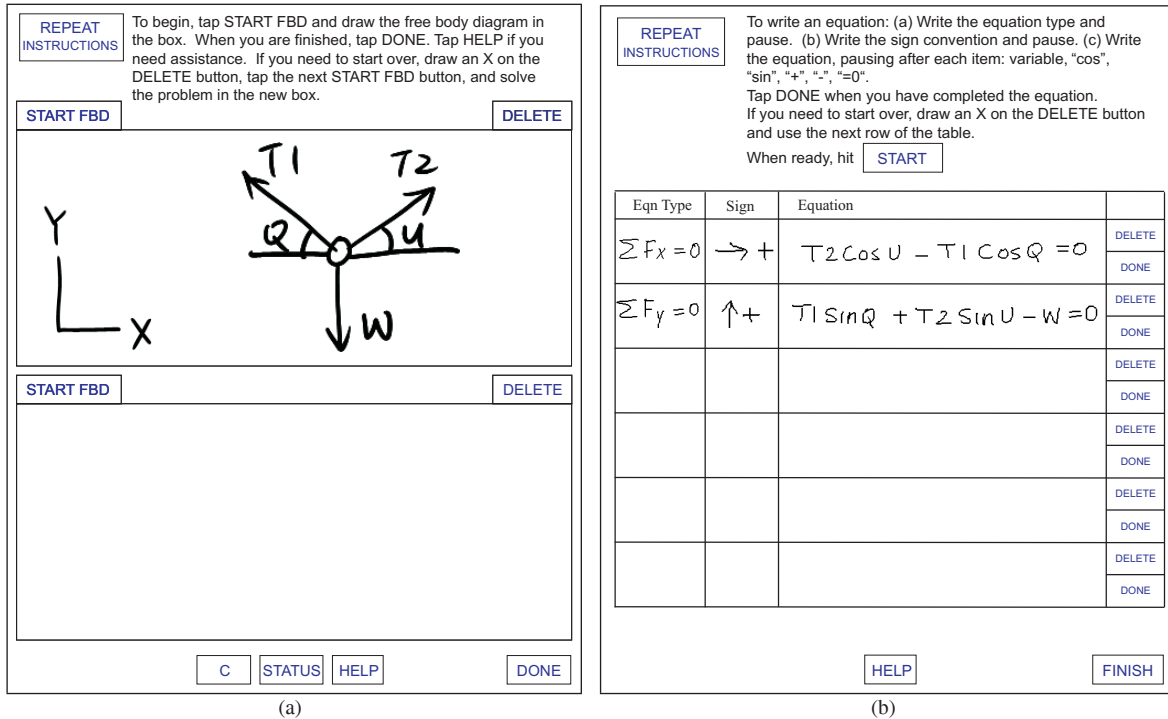 REPEAT
INSTRUCTIONS
To begin, tap START FBD and draw the free body diagram in
the box. When you are finished, tap DONE. Tap HELP if you
need assistance. If you need to start over, draw an X on the
DELETE button, tap the next START FBD button, and solve
the problem in the new box.
START FBD
DELETE
T1
T2
Y
Q
U
W
X
START FBD
DELETE
C
STATUS
HELP
DONE
(a)
REPEAT
INSTRUCTIONS
To write an equation: (a) Write the equation type and
pause. (b) Write the sign convention and pause. (c) Write
the equation, pausing after each item: variable, “cos”,
“sin”, “+”, “-”, “=0“.
Tap DONE when you have completed the equation.
If you need to start over, draw an X on the DELETE button
and use the next row of the table.
When ready, hit START
Eqn Type Sign Equation
ΣFx=0 → + T2 Cos U – T1 Cos Q =0
DELETE
DONE
ΣFy=0 ↑+ T1 Sin Q + T2 Sin U – W =0
DELETE
DONE
DELETE
DONE
DELETE
DONE
DELETE
DONE
DELETE
DONE
HELP
FINISH
(b)